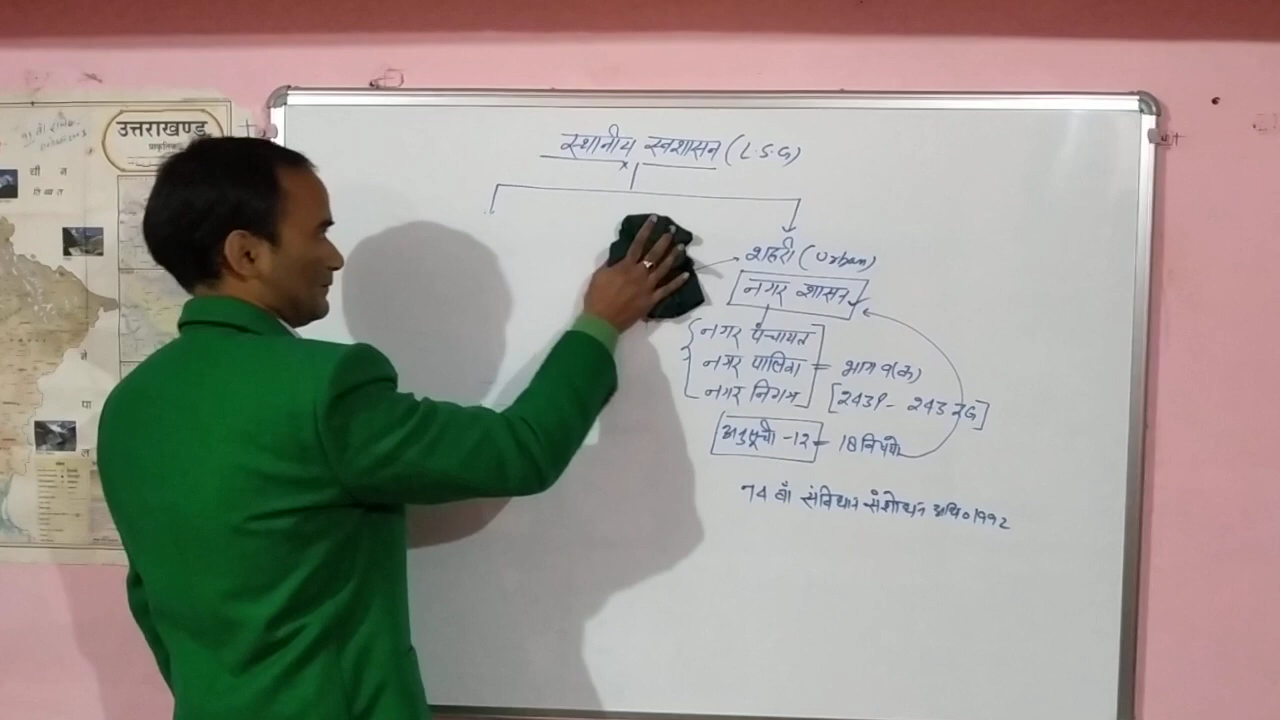 उत्तराखण्ड
प्राकृतिक
ची न
ति ब्ब त
ने
पा
ल
स्थानीय स्वशासन (L.S.G)
शहरी (Urban)
नगर शासन
नगर पंचायत
नगर पालिका = भाग 9(क)
नगर निगम [243P - 243ZG]
अनुसूची -12 = 18 विषयों
74 वाँ संविधान संशोधन अधि० 1992